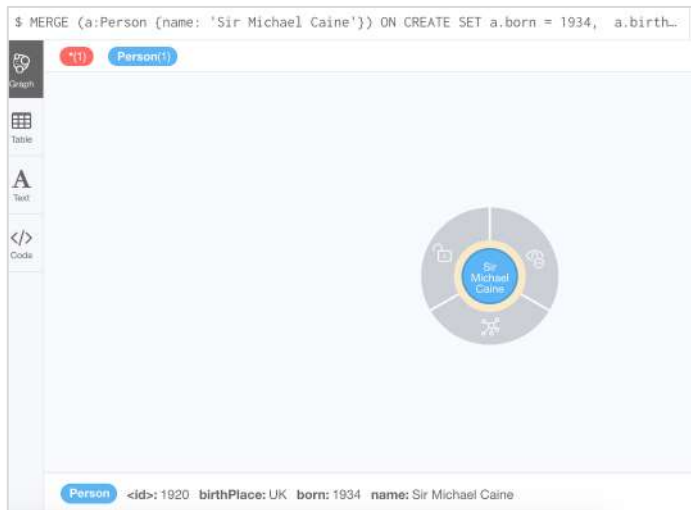 $ MERGE (a:Person {name: 'Sir Michael Caine'}) ON CREATE SET a.born = 1934, a.birth…
*(1) Person(1)
Graph
Table
A
Text
</>
Code
Sir
Michael
Caine
Person <id>: 1920 birthPlace: UK born: 1934 name: Sir Michael Caine